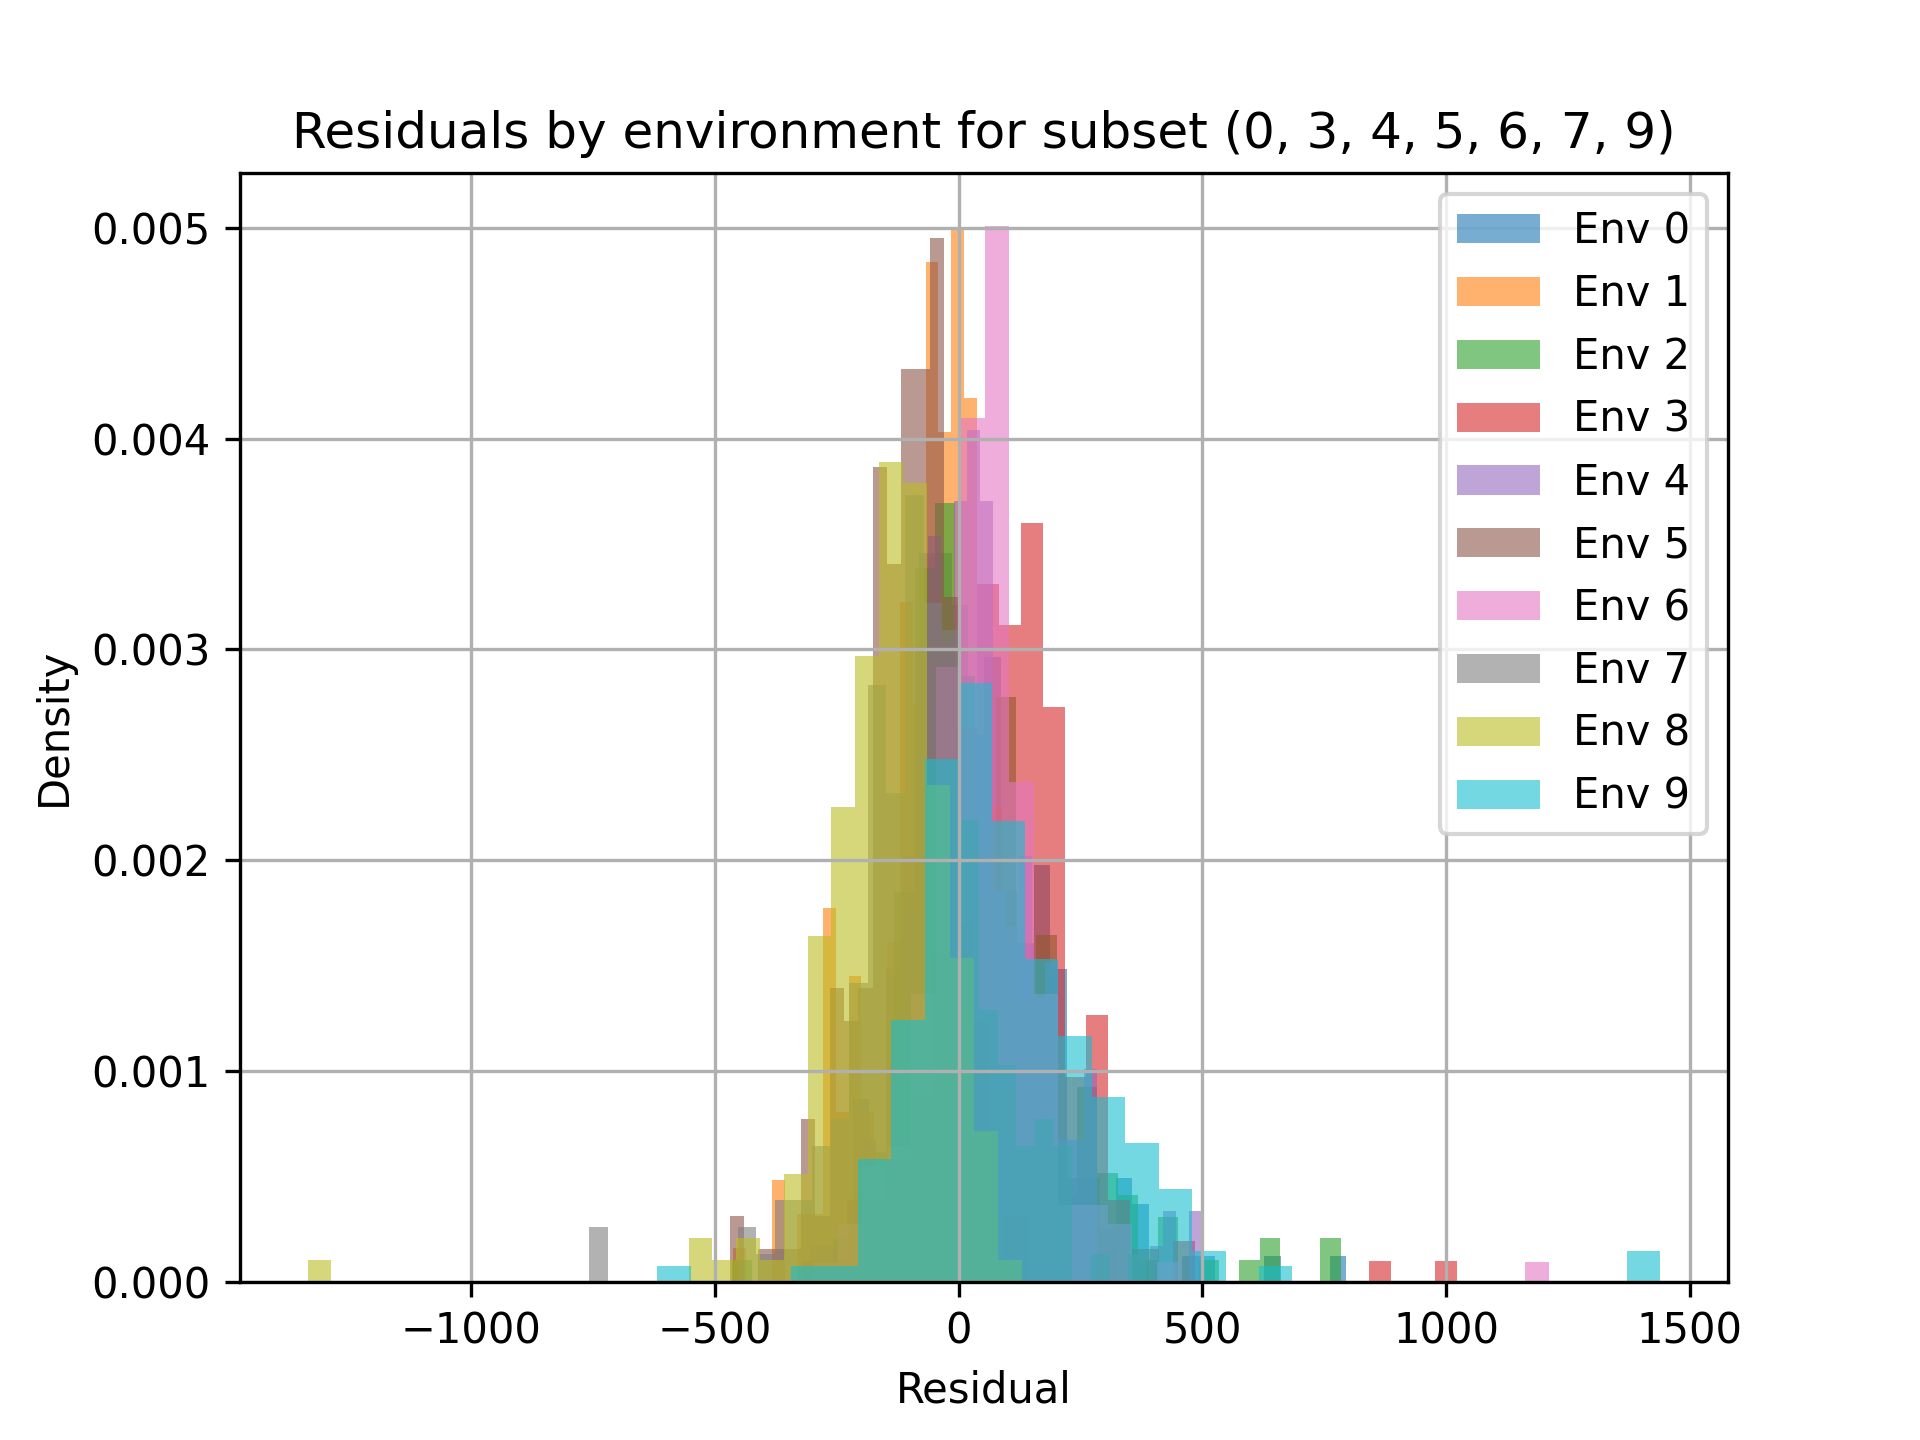 Residuals by environment for subset (0, 3, 4, 5, 6, 7, 9)
0.005
0.004
0.003
0.002
0.001
0.000
Density
Env 0
Env 1
Env 2
Env 3
Env 4
Env 5
Env 6
Env 7
Env 8
Env 9
−1000 −500 0 500 1000 1500
Residual